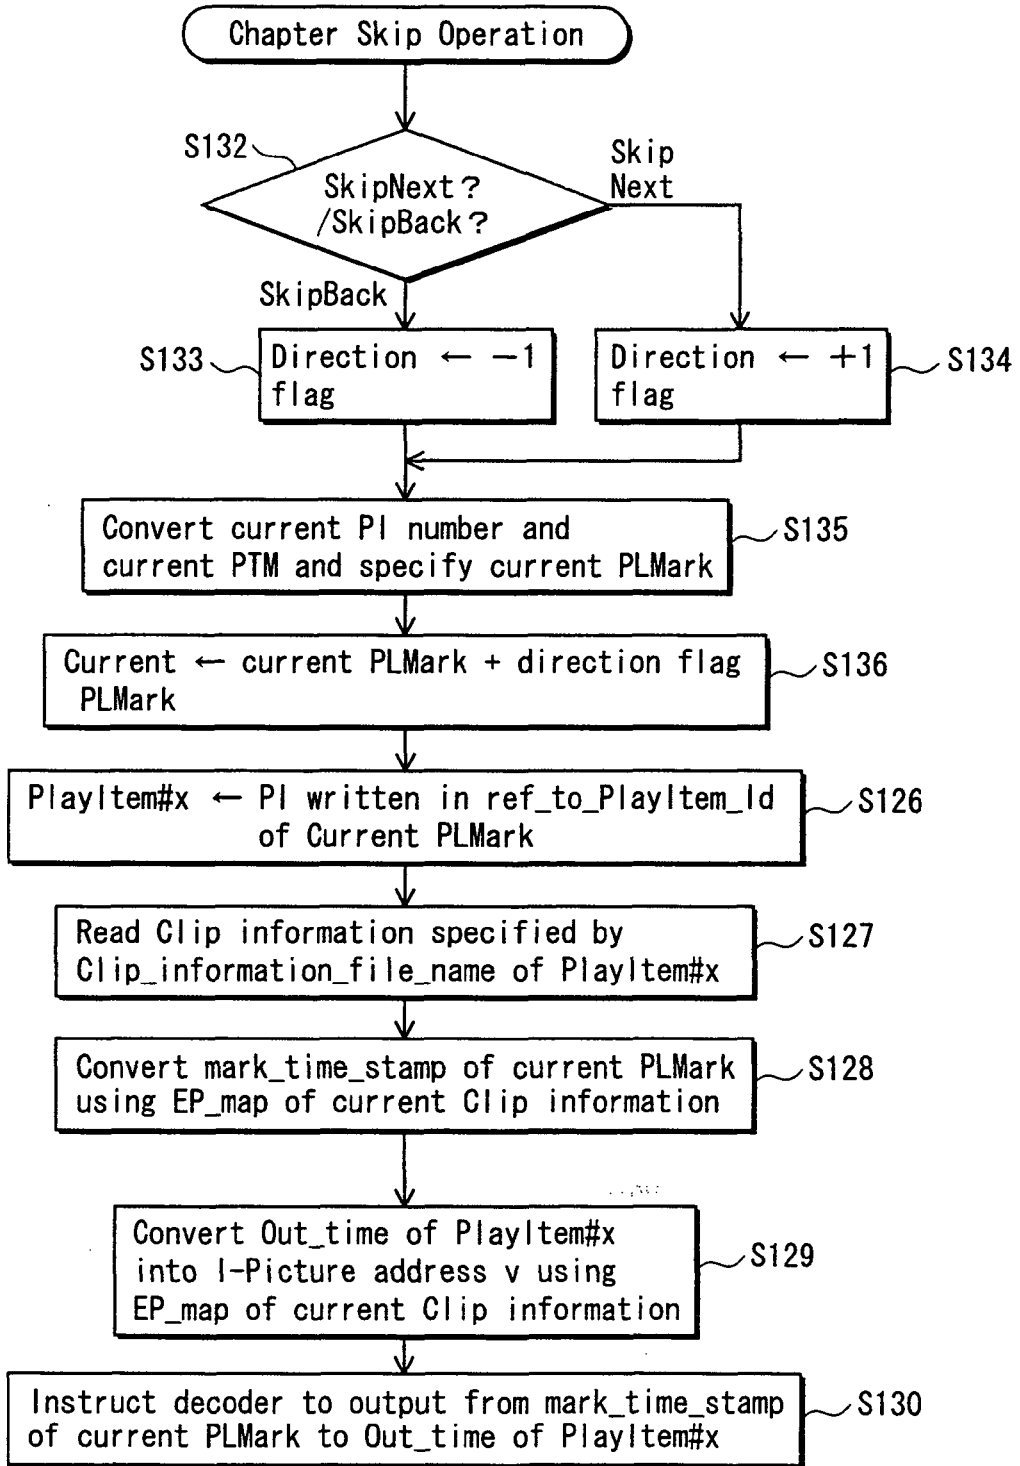 Chapter Skip Operation
S132
SkipNext?
/SkipBack?
Skip
Next
SkipBack
S133
Direction ← −1
flag
Direction ← +1
flag
S134
Convert current PI number and
current PTM and specify current PLMark
S135
Current ← current PLMark + direction flag
PLMark
S136
PlayItem#x ← PI written in ref_to_PlayItem_Id
of Current PLMark
S126
Read Clip information specified by
Clip_information_file_name of PlayItem#x
S127
Convert mark_time_stamp of current PLMark
using EP_map of current Clip information
S128
Convert Out_time of PlayItem#x
into I-Picture address v using
EP_map of current Clip information
S129
Instruct decoder to output from mark_time_stamp
of current PLMark to Out_time of PlayItem#x
S130